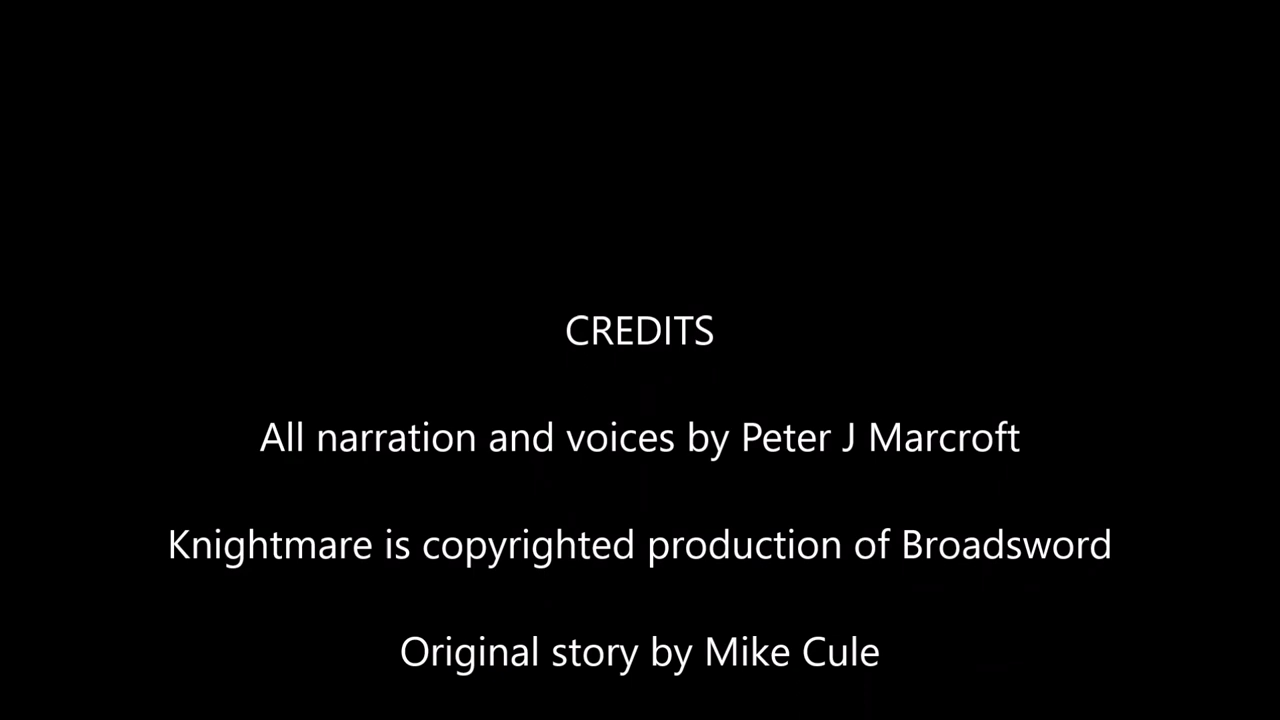 CREDITS
All narration and voices by Peter J Marcroft
Knightmare is copyrighted production of Broadsword
Original story by Mike Cule